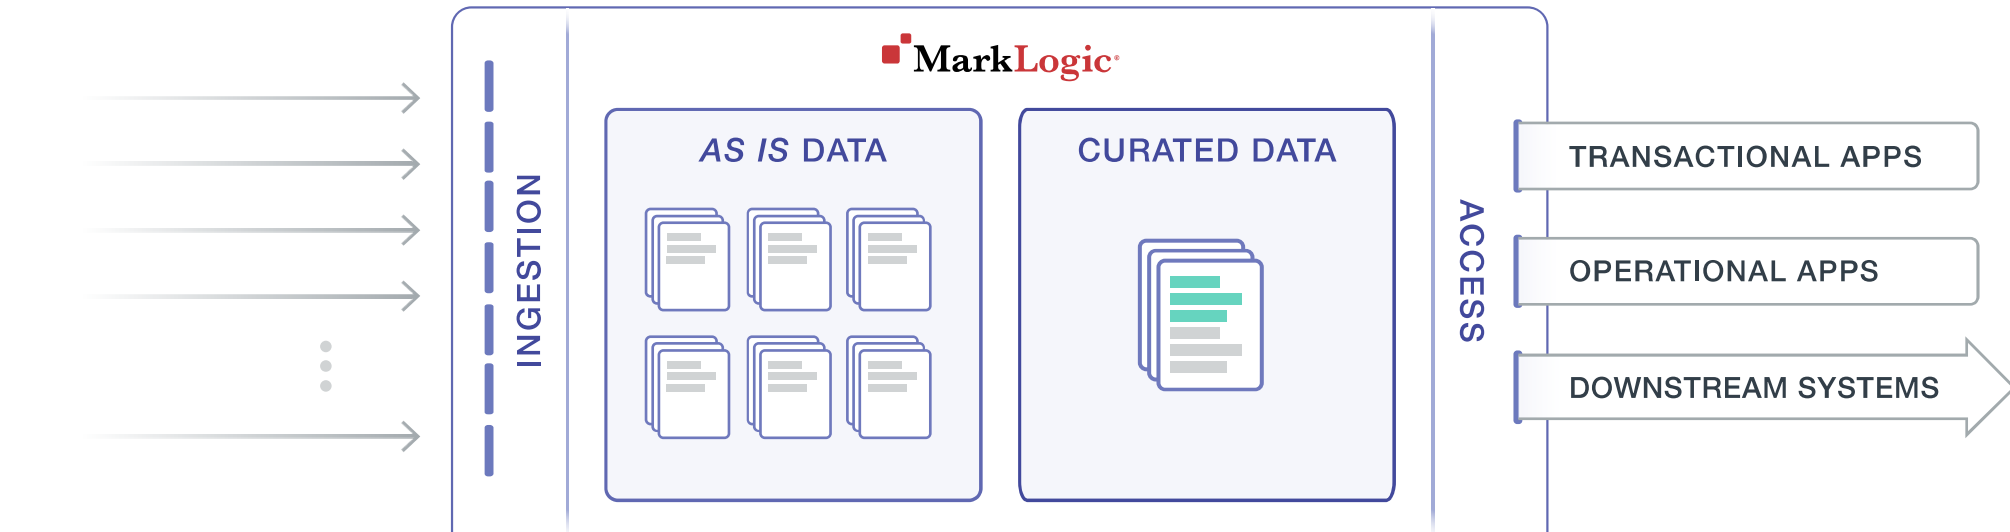 MarkLogic
INGESTION
AS IS DATA
CURATED DATA
ACCESS
TRANSACTIONAL APPS
OPERATIONAL APPS
DOWNSTREAM SYSTEMS